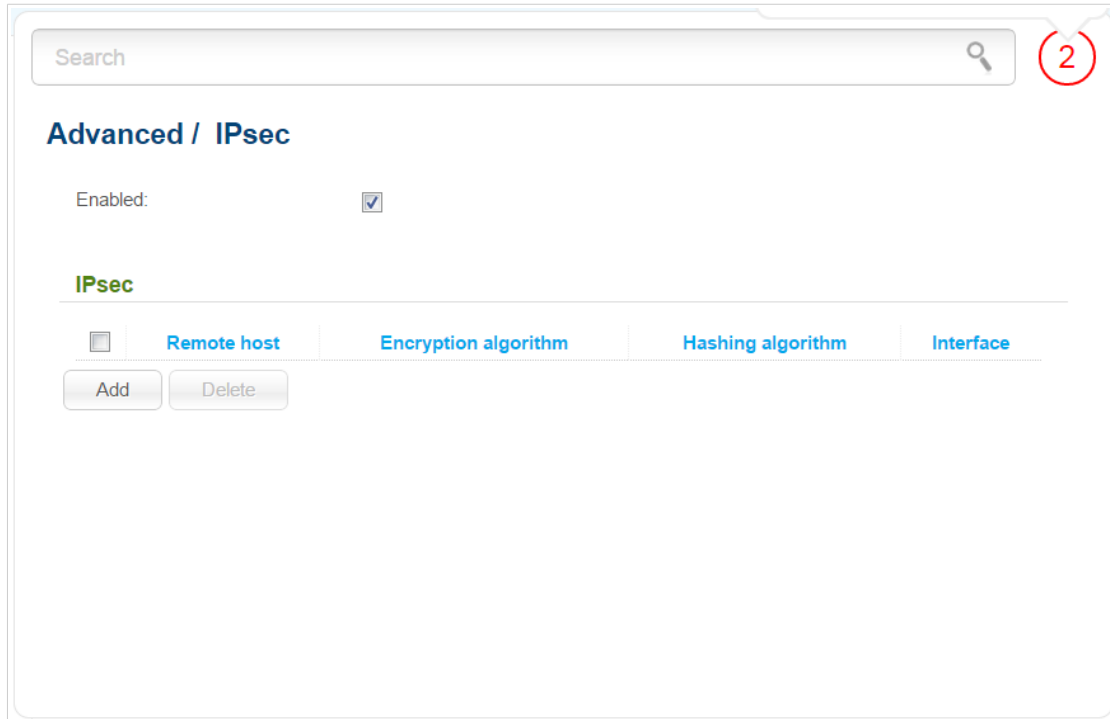 Search
2
Advanced / IPsec
Enabled:
IPsec
Remote host Encryption algorithm Hashing algorithm Interface
Add Delete